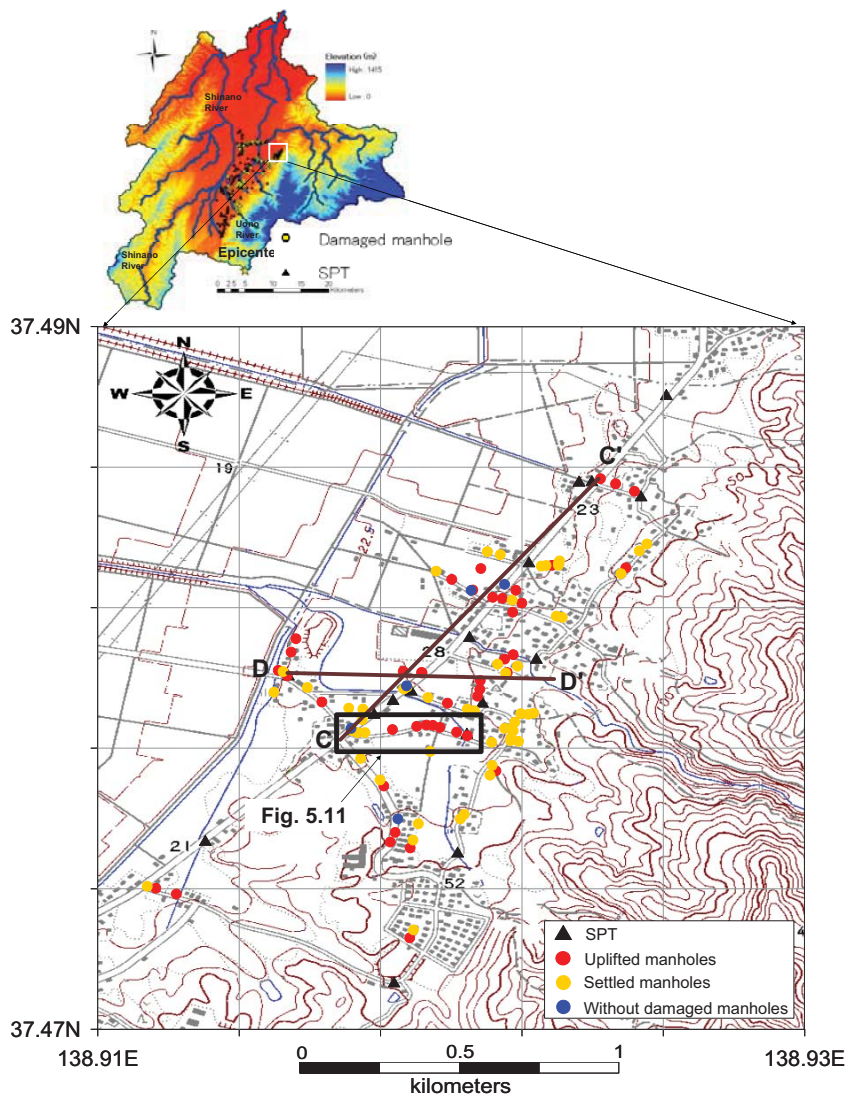 N
Elevation (m)
High : 1415
Low : 0
Shinano
River
Uono
River
Shinano
River
Epicente
Damaged manhole
SPT
0 2.5 5 10 15 20
Kilometers
37.49N
N
W E
S
C'
19
23
22.5
28
D
D'
C
Fig. 5.11
21
52
4
SPT
Uplifted manholes
Settled manholes
Without damaged manholes
37.47N
138.91E
138.93E
0 0.5 1
kilometers